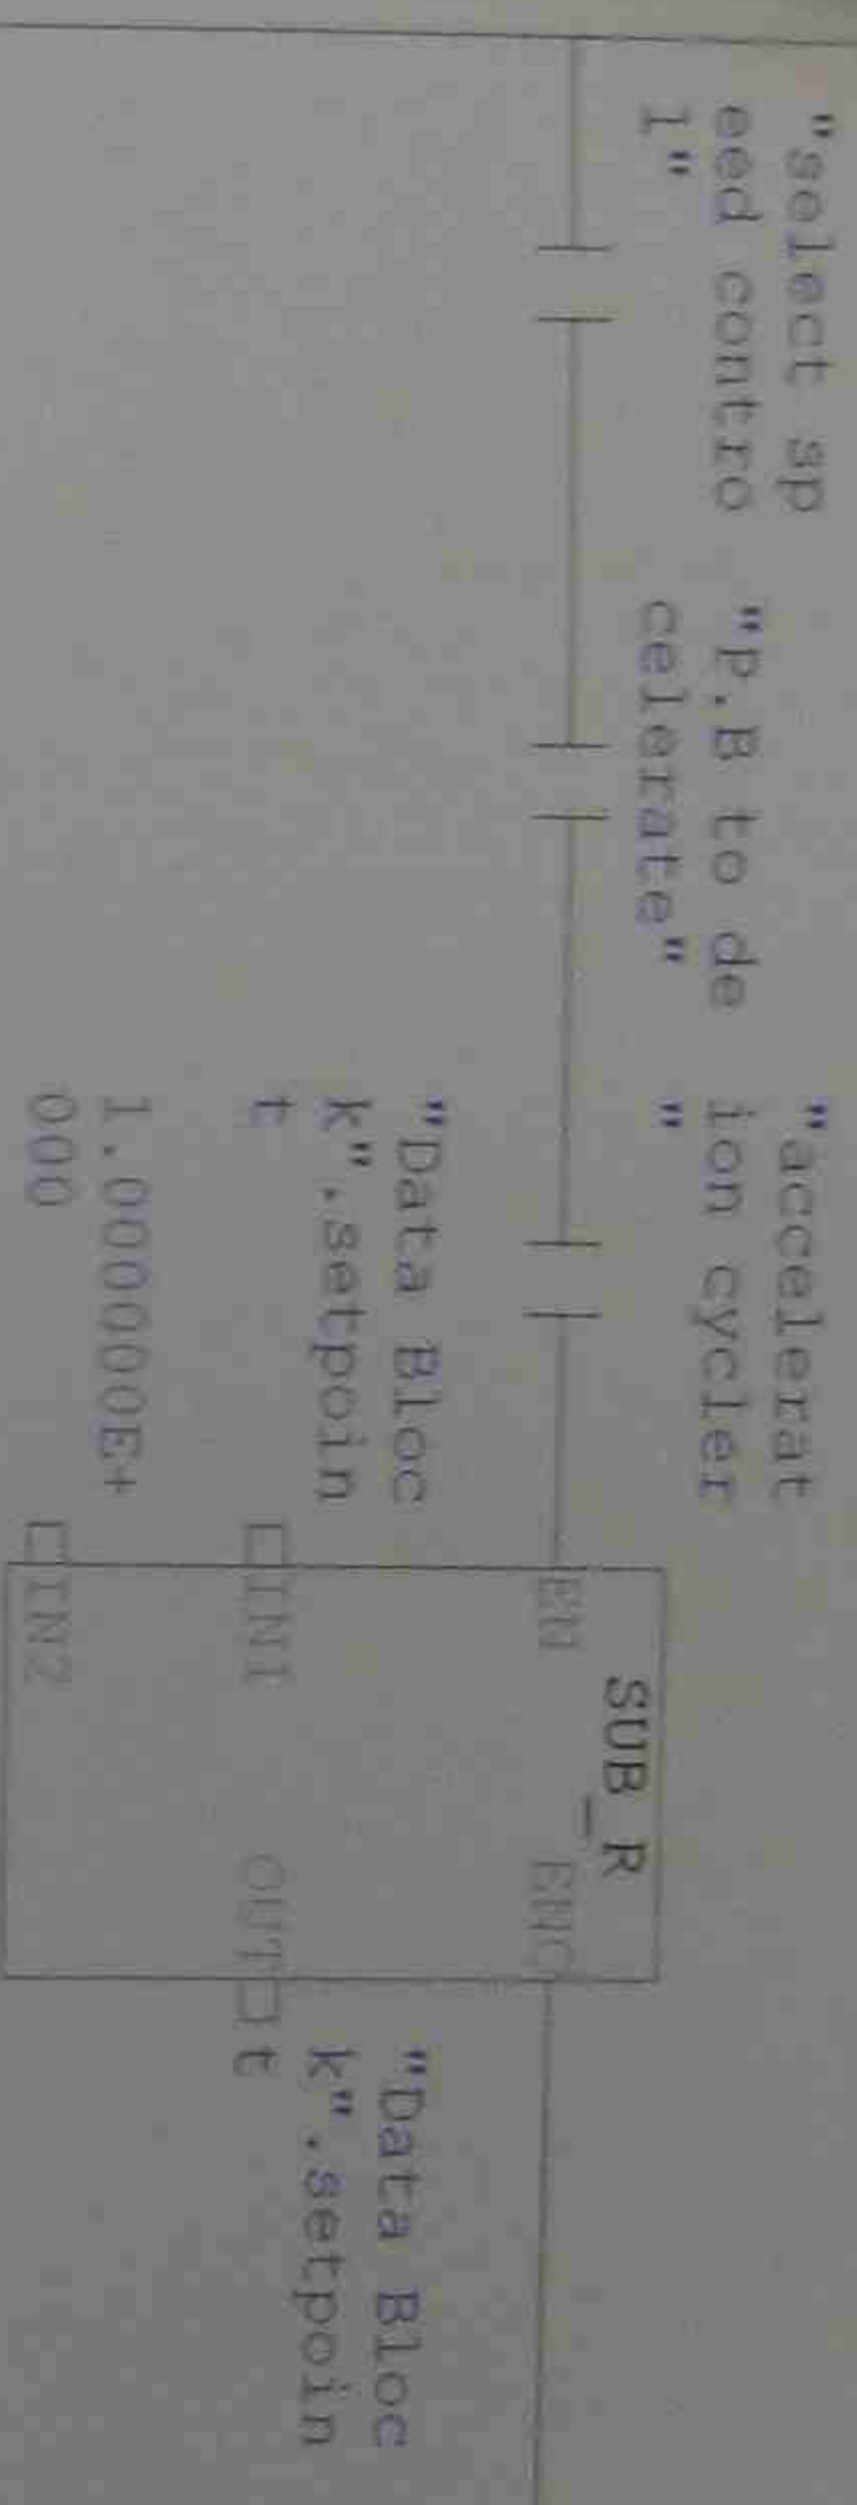 "select sp
eed contro
l"
"P.B to de
celerate"
"accelerat
ion cycler
"
SUB_R
EN
ENO
"Data Bloc
k".setpoin
t
IN1
OUT
"Data Bloc
k".setpoin
t
1.000000E+
000
IN2